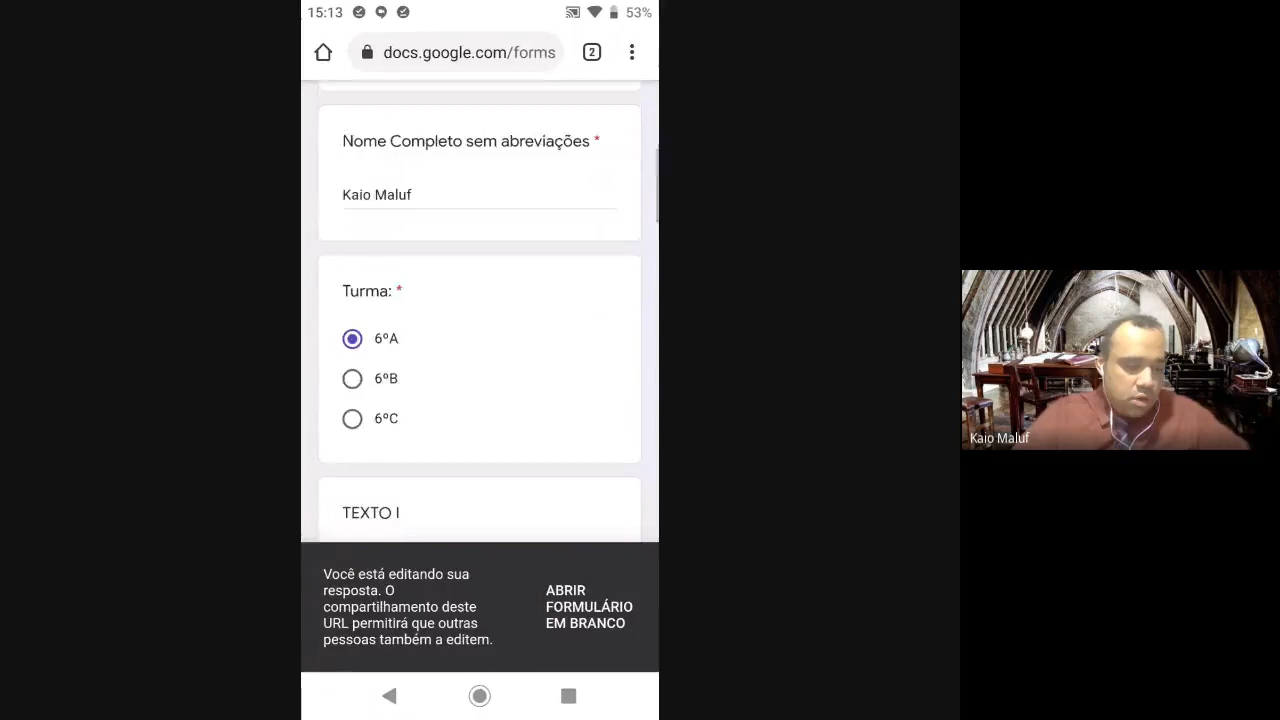 15:13
53%
docs.google.com/forms
2
Nome Completo sem abreviações *
Kaio Maluf
Turma: *
6ºA
6ºB
6ºC
TEXTO I
Você está editando sua
resposta. O
compartilhamento deste
URL permitirá que outras
pessoas também a editem.
ABRIR
FORMULÁRIO
EM BRANCO
Kaio Maluf